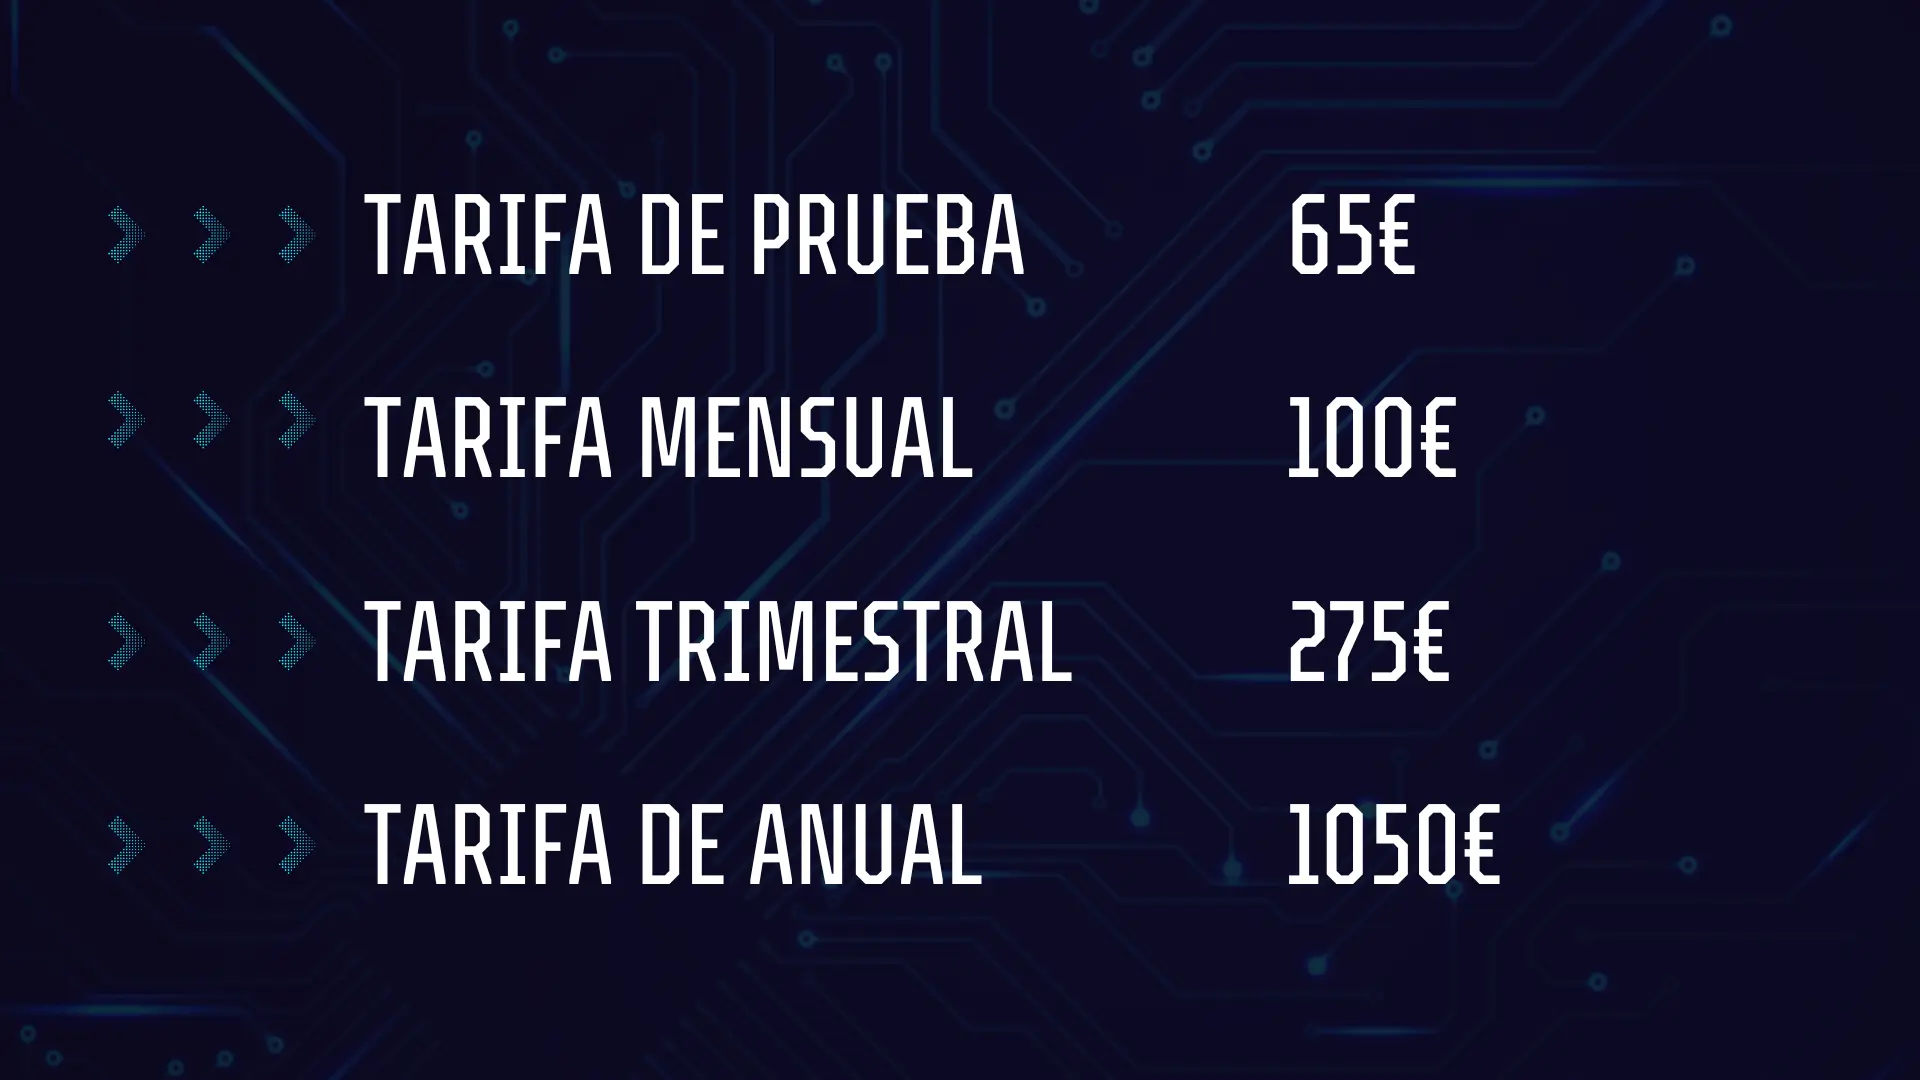 TARIFA DE PRUEBA 65€
TARIFA MENSUAL 100€
TARIFA TRIMESTRAL 275€
TARIFA DE ANUAL 1050€